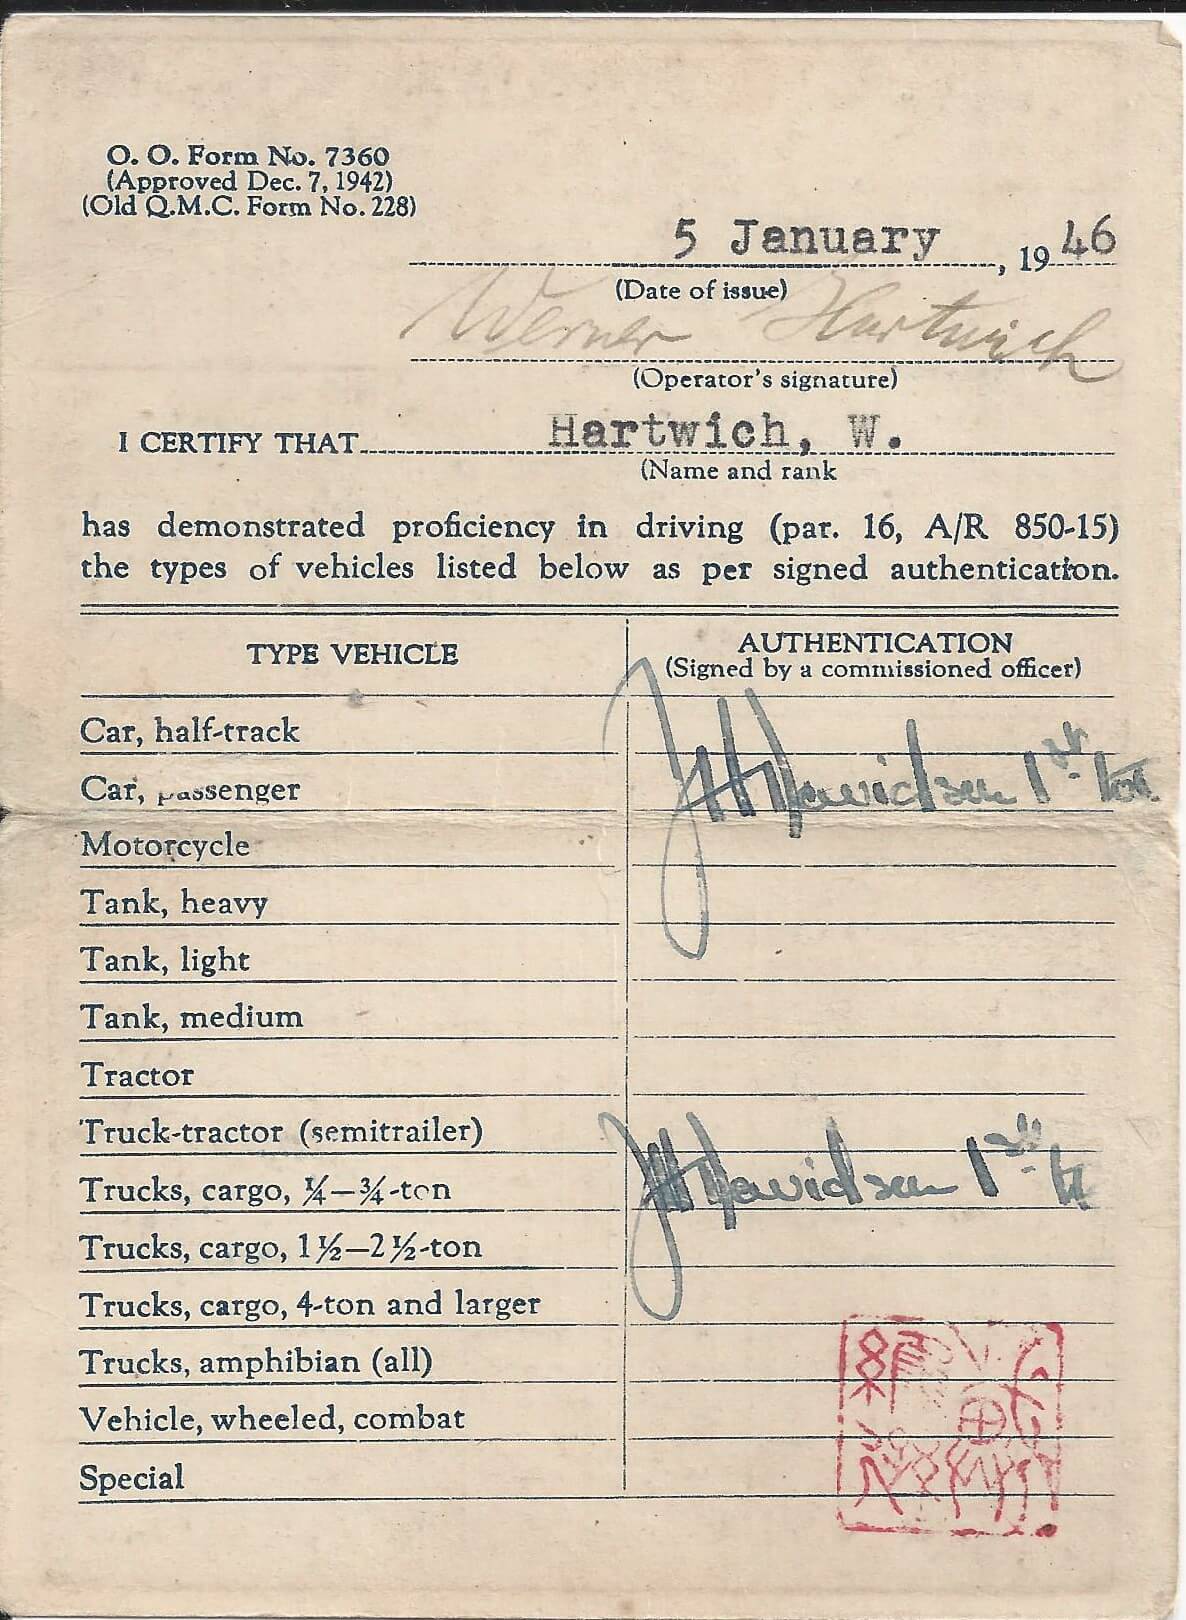 O. O. Form No. 7360
(Approved Dec. 7, 1942)
(Old Q.M.C. Form No. 228)
5 January, 1946
(Date of issue)
Werner Hartwich
(Operator's signature)
I CERTIFY THAT Hartwich, W.
(Name and rank
has demonstrated proficiency in driving (par. 16, A/R 850-15)
the types of vehicles listed below as per signed authentication.
TYPE VEHICLE
AUTHENTICATION
(Signed by a commissioned officer)
Car, half-track
Car, passenger
Davidson 1st
Motorcycle
Tank, heavy
Tank, light
Tank, medium
Tractor
Truck-tractor (semitrailer)
Trucks, cargo, ¼—¾-ton
Davidson 1st
Trucks, cargo, 1½—2½-ton
Trucks, cargo, 4-ton and larger
Trucks, amphibian (all)
Vehicle, wheeled, combat
Special